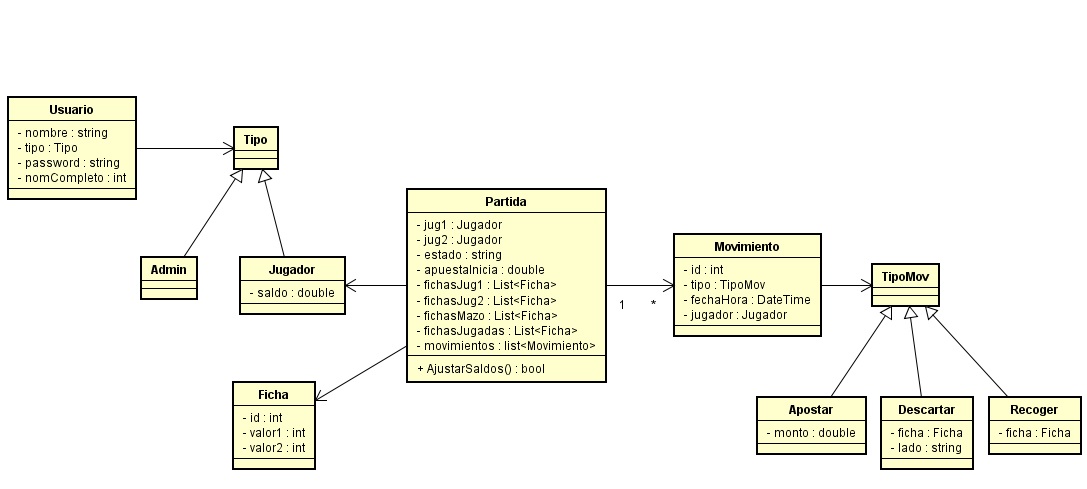 Usuario
- nombre : string
- tipo : Tipo
- password : string
- nomCompleto : int
Tipo
Admin
Jugador
- saldo : double
Partida
- jug1 : Jugador
- jug2 : Jugador
- estado : string
- apuestaInicia : double
- fichasJug1 : List<Ficha>
- fichasJug2 : List<Ficha>
- fichasMazo : List<Ficha>
- fichasJugadas : List<Ficha>
- movimientos : list<Movimiento>
+ AjustarSaldos() : bool
Ficha
- id : int
- valor1 : int
- valor2 : int
1
*
Movimiento
- id : int
- tipo : TipoMov
- fechaHora : DateTime
- jugador : Jugador
TipoMov
Apostar
- monto : double
Descartar
- ficha : Ficha
- lado : string
Recoger
- ficha : Ficha